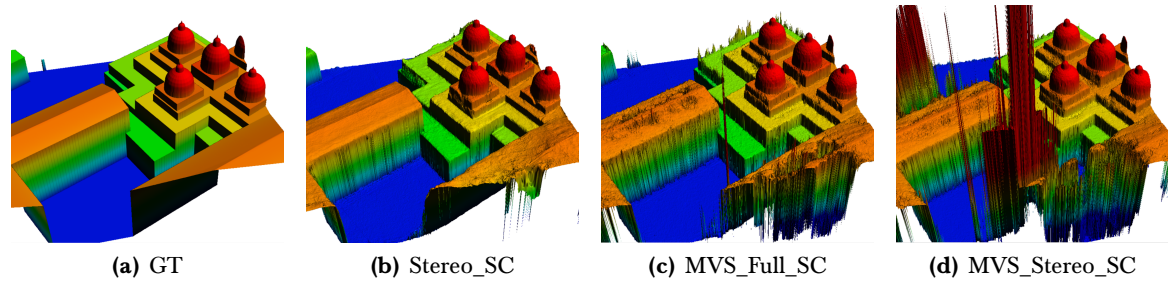 (a) GT
(b) Stereo_SC
(c) MVS_Full_SC
(d) MVS_Stereo_SC